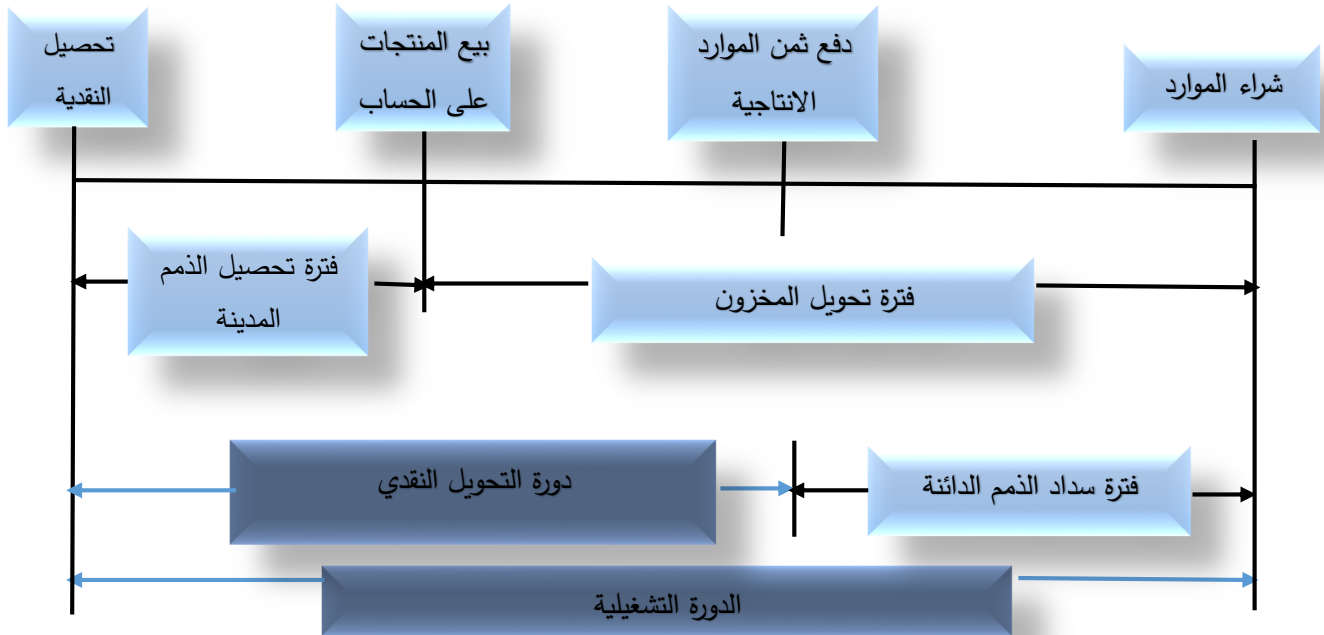 شراء الموارد
دفع ثمن الموارد
الانتاجية
بيع المنتجات
على الحساب
تحصيل
النقدية
فترة تحويل المخزون
فترة تحصيل الذمم
المدينة
فترة سداد الذمم الدائنة
دورة التحويل النقدي
الدورة التشغيلية